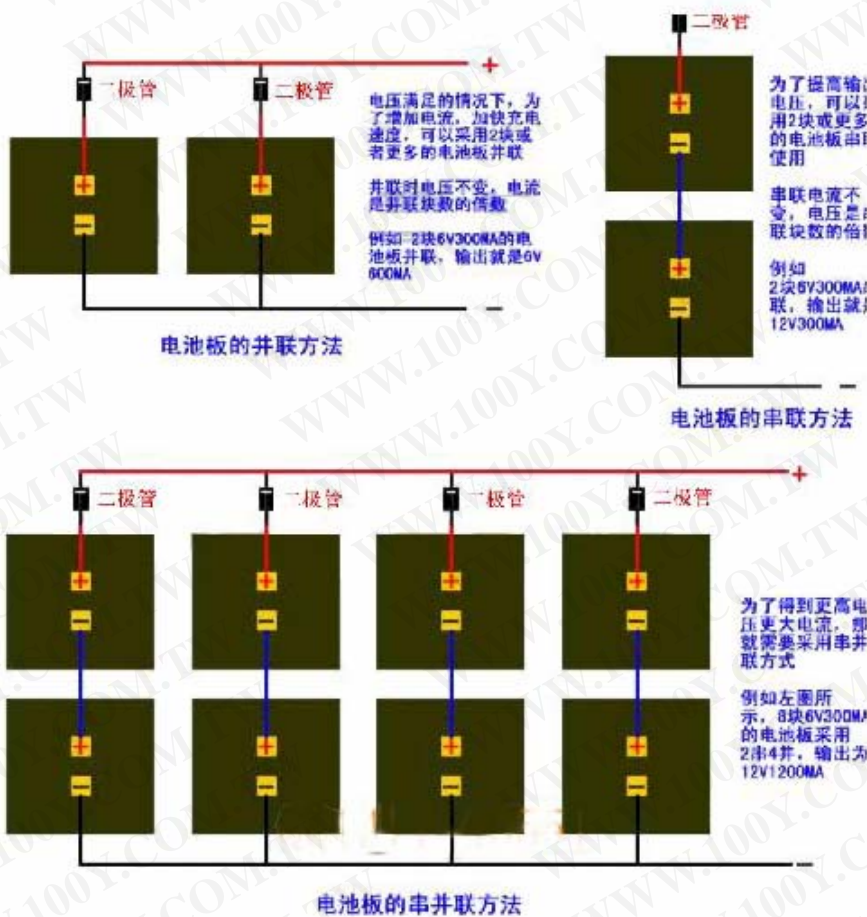 +
二极管
二极管
电压满足的情况下,为
了增加电流,加快充电
速度,可以采用2块或
者更多的电池板并联
并联时电压不变,电流
是并联块数的倍数
例如 2块6V300MA的电
池板并联,输出就是6V
600MA
+
−
+
−
−
电池板的并联方法
二极管
为了提高输出
电压,可以
用2块或更多
的电池板串
使用
串联电流不
变,电压是
联块数的倍
例如
2块6V300MA
联,输出就是
12V300MA
+
−
+
−
−
电池板的串联方法
+
二极管
二极管
二极管
二极管
+
+
+
+
−
−
−
−
+
+
+
+
−
−
−
−
为了得到更高电
压更大电流,那
就需要采用串并
联方式
例如左图所
示,8块6V300MA
的电池板采用
2串4并,输出为
12V1200MA
−
电池板的串并联方法
WWW.100Y.COM.TW